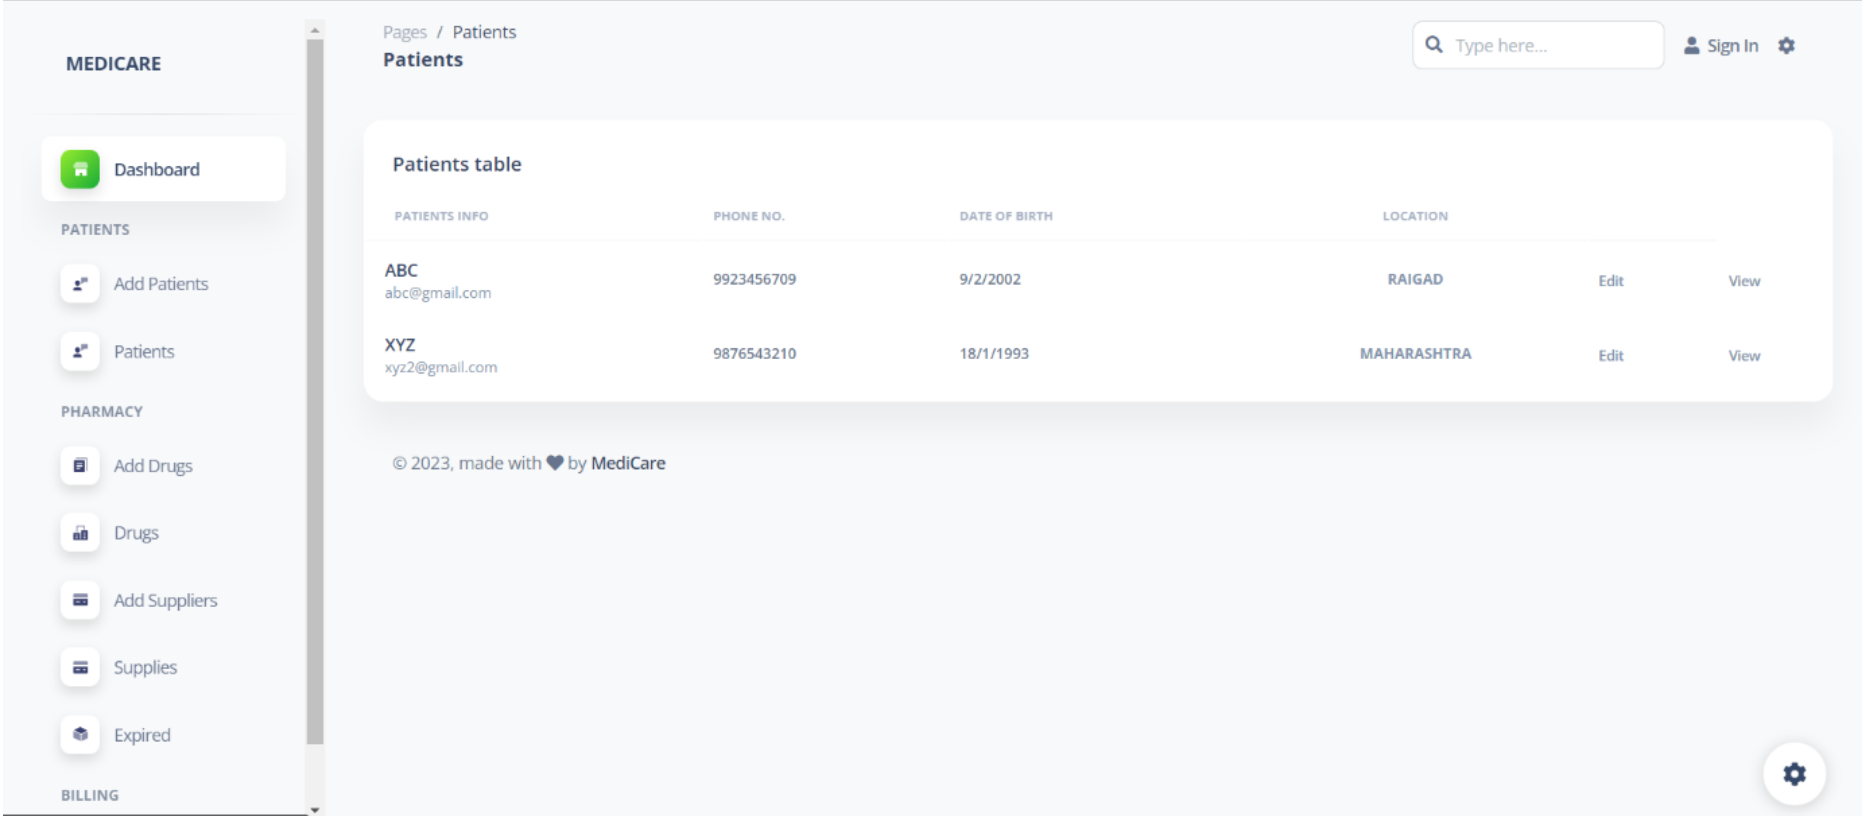 MEDICARE
Dashboard
PATIENTS
Add Patients
Patients
PHARMACY
Add Drugs
Drugs
Add Suppliers
Supplies
Expired
BILLING
Pages / Patients
Patients
Type here...
Sign In
Patients table
PATIENTS INFO PHONE NO. DATE OF BIRTH LOCATION
ABC
abc@gmail.com
9923456709 9/2/2002 RAIGAD Edit View
XYZ
xyz2@gmail.com
9876543210 18/1/1993 MAHARASHTRA Edit View
© 2023, made with ♥ by MediCare